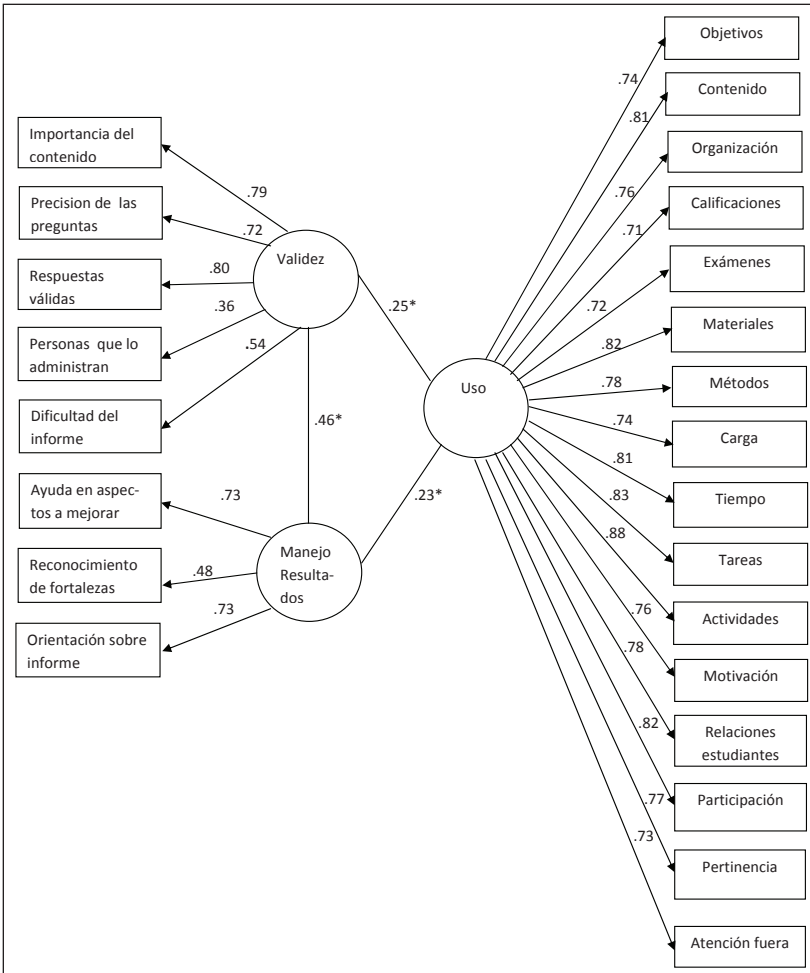 Importancia del
contenido
Precision de las
preguntas
Respuestas
válidas
Personas que lo
administran
Dificultad del
informe
Ayuda en aspec-
tos a mejorar
Reconocimiento
de fortalezas
Orientación sobre
informe
.79
.72
.80
.36
.54
.73
.48
.73
Validez
Manejo
Resulta-
dos
.25*
.46*
.23*
Uso
.74
.81
.76
.71
.72
.82
.78
.74
.81
.83
.88
.76
.78
.82
.77
.73
Objetivos
Contenido
Organización
Calificaciones
Exámenes
Materiales
Métodos
Carga
Tiempo
Tareas
Actividades
Motivación
Relaciones
estudiantes
Participación
Pertinencia
Atención fuera